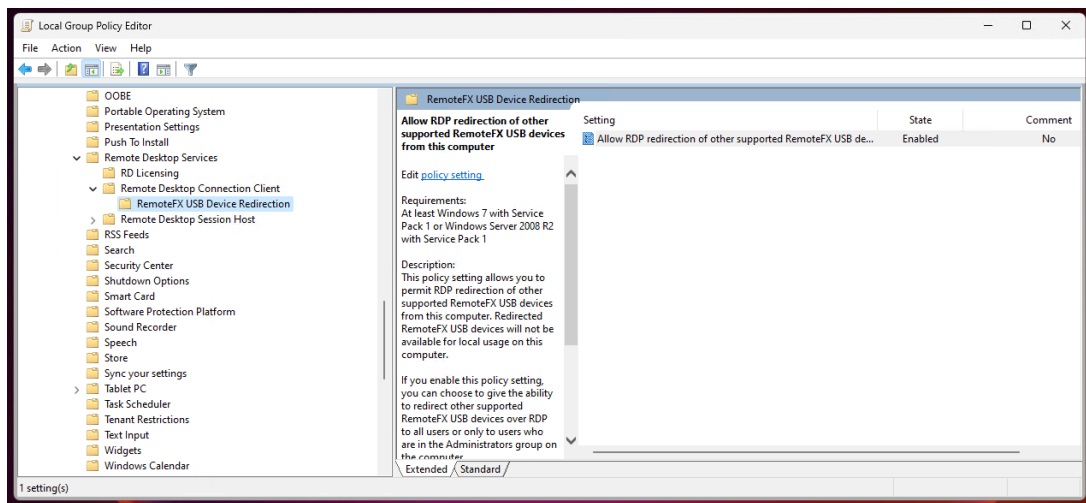 Local Group Policy Editor
File Action View Help
OOBE
Portable Operating System
Presentation Settings
Push To Install
Remote Desktop Services
RD Licensing
Remote Desktop Connection Client
RemoteFX USB Device Redirection
Remote Desktop Session Host
RSS Feeds
Search
Security Center
Shutdown Options
Smart Card
Software Protection Platform
Sound Recorder
Speech
Store
Sync your settings
Tablet PC
Task Scheduler
Tenant Restrictions
Text Input
Widgets
Windows Calendar
RemoteFX USB Device Redirection
Allow RDP redirection of other
supported RemoteFX USB devices
from this computer
Edit policy setting
Requirements:
At least Windows 7 with Service
Pack 1 or Windows Server 2008 R2
with Service Pack 1
Description:
This policy setting allows you to
permit RDP redirection of other
supported RemoteFX USB devices
from this computer. Redirected
RemoteFX USB devices will not be
available for local usage on this
computer.
If you enable this policy setting,
you can choose to give the ability
to redirect other supported
RemoteFX USB devices over RDP
to all users or only to users who
are in the Administrators group on
the computer
Setting State Comment
Allow RDP redirection of other supported RemoteFX USB de... Enabled No
Extended Standard
1 setting(s)